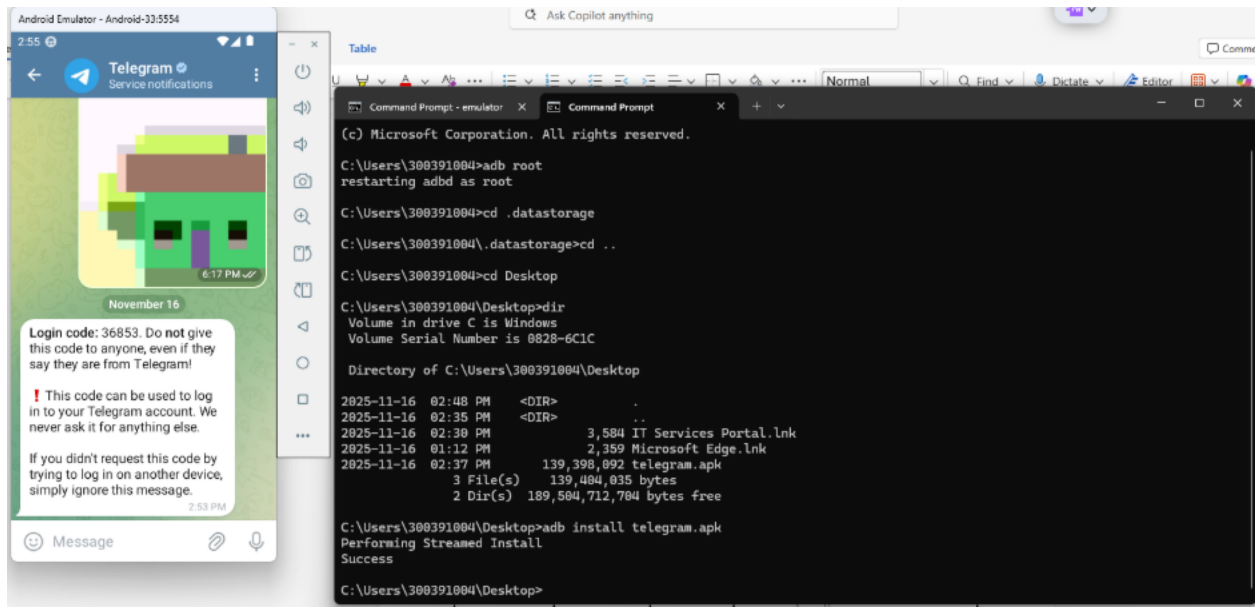 Android Emulator - Android-33:5554
2:55
Telegram
Service notifications
6:17 PM
November 16
Login code: 36853. Do not give
this code to anyone, even if they
say they are from Telegram!
❗ This code can be used to log
in to your Telegram account. We
never ask it for anything else.
If you didn't request this code by
trying to log in on another device,
simply ignore this message.
2:53 PM
Message
Ask Copilot anything
Table
Comme
Normal
Find
Dictate
Editor
Command Prompt - emulator
Command Prompt
(c) Microsoft Corporation. All rights reserved.
C:\Users\300391004>adb root
restarting adbd as root
C:\Users\300391004>cd .datastorage
C:\Users\300391004\.datastorage>cd ..
C:\Users\300391004>cd Desktop
C:\Users\300391004\Desktop>dir
Volume in drive C is Windows
Volume Serial Number is 0828-6C1C
Directory of C:\Users\300391004\Desktop
2025-11-16 02:48 PM <DIR> .
2025-11-16 02:35 PM <DIR> ..
2025-11-16 02:30 PM 3,584 IT Services Portal.lnk
2025-11-16 01:12 PM 2,359 Microsoft Edge.lnk
2025-11-16 02:37 PM 139,398,092 telegram.apk
3 File(s) 139,404,035 bytes
2 Dir(s) 189,504,712,704 bytes free
C:\Users\300391004\Desktop>adb install telegram.apk
Performing Streamed Install
Success
C:\Users\300391004\Desktop>